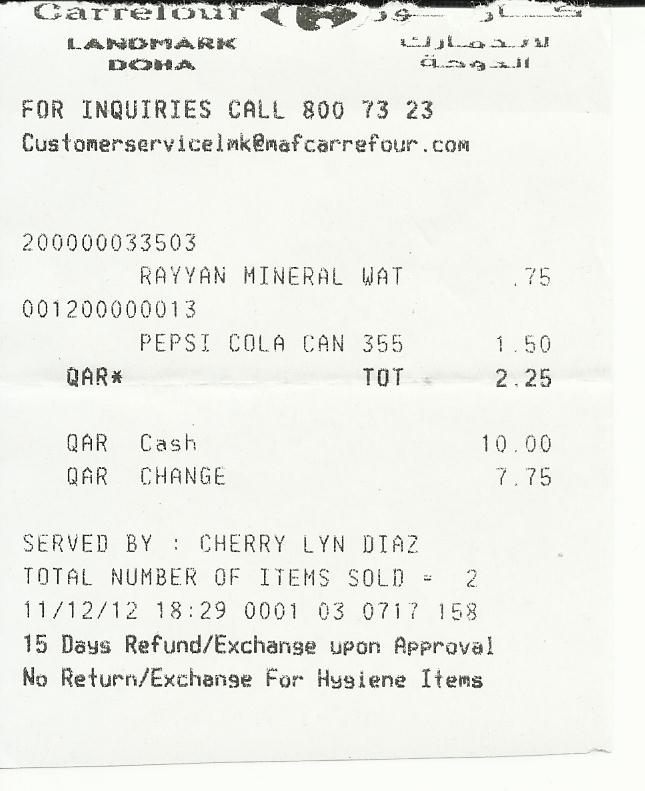 Carrefour كارفور
LANDMARK لاندمارك
DOHA الدوحة
FOR INQUIRIES CALL 800 73 23
Customerservicelmk@mafcarrefour.com
200000033503
RAYYAN MINERAL WAT .75
001200000013
PEPSI COLA CAN 355 1.50
QAR* TOT 2.25
QAR Cash 10.00
QAR CHANGE 7.75
SERVED BY : CHERRY LYN DIAZ
TOTAL NUMBER OF ITEMS SOLD = 2
11/12/12 18:29 0001 03 0717 158
15 Days Refund/Exchange upon Approval
No Return/Exchange For Hygiene Items